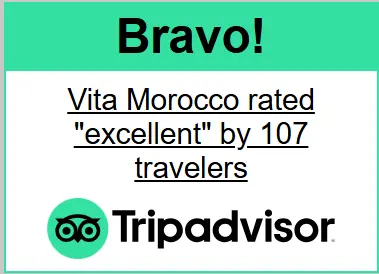 Bravo!
Vita Morocco rated
"excellent" by 107
travelers
Tripadvisor